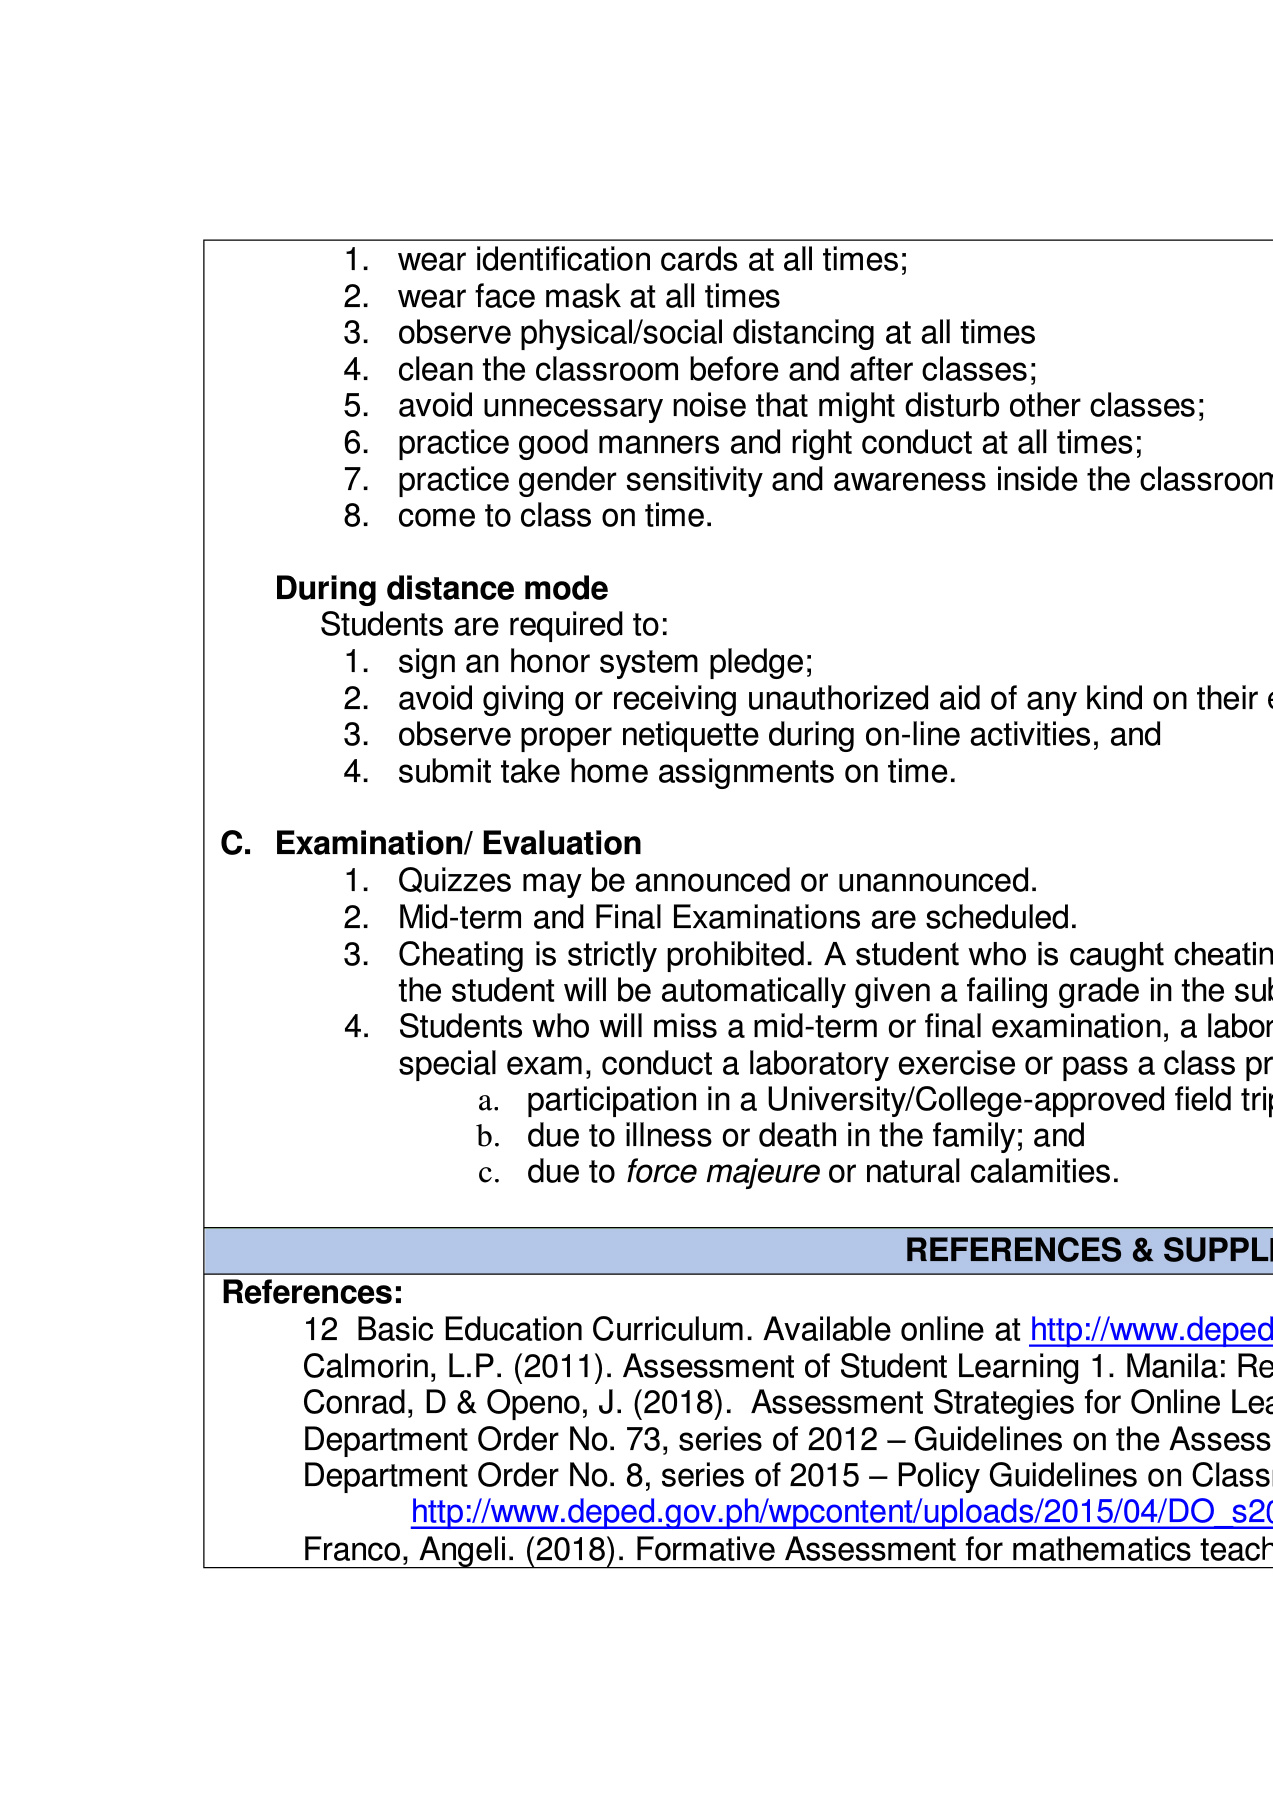 1. wear identification cards at all times;
2. wear face mask at all times
3. observe physical/social distancing at all times
4. clean the classroom before and after classes;
5. avoid unnecessary noise that might disturb other classes;
6. practice good manners and right conduct at all times;
7. practice gender sensitivity and awareness inside the classroom
8. come to class on time.
During distance mode
Students are required to:
1. sign an honor system pledge;
2. avoid giving or receiving unauthorized aid of any kind on their
3. observe proper netiquette during on-line activities, and
4. submit take home assignments on time.
C. Examination/ Evaluation
1. Quizzes may be announced or unannounced.
2. Mid-term and Final Examinations are scheduled.
3. Cheating is strictly prohibited. A student who is caught cheatin
the student will be automatically given a failing grade in the sub
4. Students who will miss a mid-term or final examination, a labor
special exam, conduct a laboratory exercise or pass a class pr
a. participation in a University/College-approved field trip
b. due to illness or death in the family; and
c. due to force majeure or natural calamities.
REFERENCES & SUPPL
References:
12 Basic Education Curriculum. Available online at http://www.deped
Calmorin, L.P. (2011). Assessment of Student Learning 1. Manila: Re
Conrad, D & Openo, J. (2018). Assessment Strategies for Online Lea
Department Order No. 73, series of 2012 – Guidelines on the Assess
Department Order No. 8, series of 2015 – Policy Guidelines on Classr
http://www.deped.gov.ph/wpcontent/uploads/2015/04/DO_s20
Franco, Angeli. (2018). Formative Assessment for mathematics teach